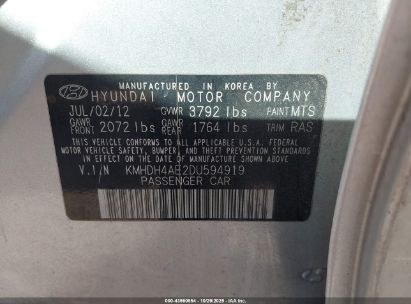 MANUFACTURED IN KOREA BY
HYUNDAI MOTOR COMPANY
JUL/02/12 GVWR 3792 lbs PAINT MTS
GAWR FRONT 2072 lbs GAWR REAR 1764 lbs TRIM RAS
THIS VEHICLE CONFORMS TO ALL APPLICABLE U.S. FEDERAL
MOTOR VEHICLE SAFETY, BUMPER, AND THEFT PREVENTION
STANDARDS IN EFFECT ON THE DATE OF MANUFACTURE SHOWN ABOVE.
V.I/N KMHDH4AE2DU594919
PASSENGER CAR